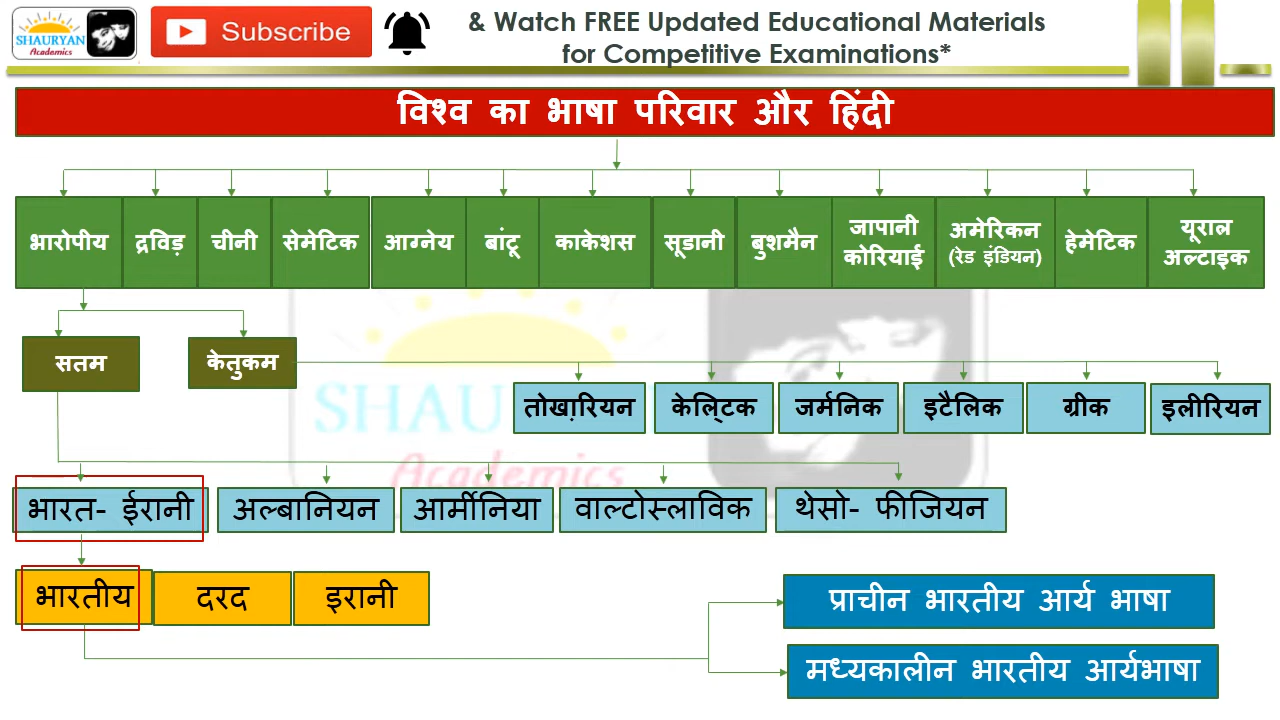 SHAURYAN
Academics
Subscribe
& Watch FREE Updated Educational Materials
for Competitive Examinations*
विश्व का भाषा परिवार और हिंदी
भारोपीय
द्रविड़
चीनी
सेमेटिक
आग्नेय
बांटू
काकेशस
सूडानी
बुशमैन
जापानी
कोरियाई
अमेरिकन
(रेड इंडियन)
हेमेटिक
यूराल
अल्टाइक
सतम
केतुकम
तोखा़रियन
केल्टिक
जर्मनिक
इटैलिक
ग्रीक
इलीरियन
SHAU
Academics
भारत- ईरानी
अल्बानियन
आर्मीनिया
वाल्टोस्लाविक
थेसो- फीजियन
भारतीय
दरद
इरानी
प्राचीन भारतीय आर्य भाषा
मध्यकालीन भारतीय आर्यभाषा